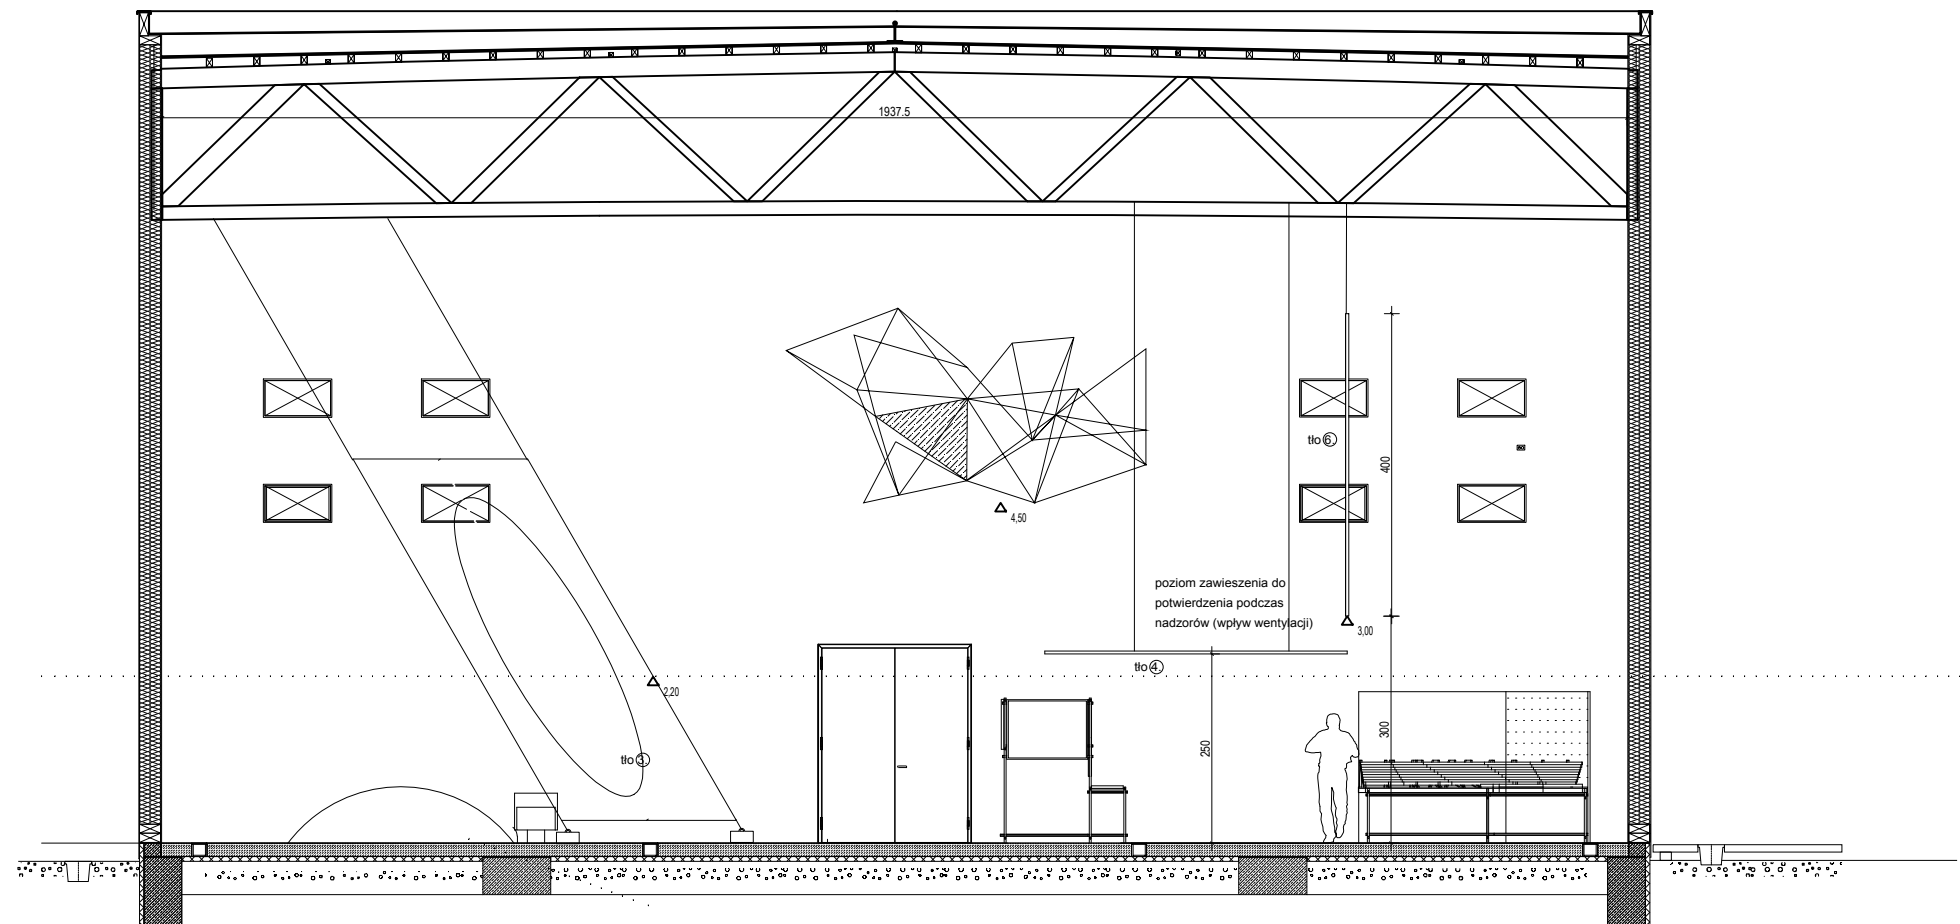 1937.5
tło 6.
400
4,50
poziom zawieszenia do
potwierdzenia podczas
nadzorów (wpływ wentylacji)
3,00
tło 4.
2,20
300
250
tło 3.